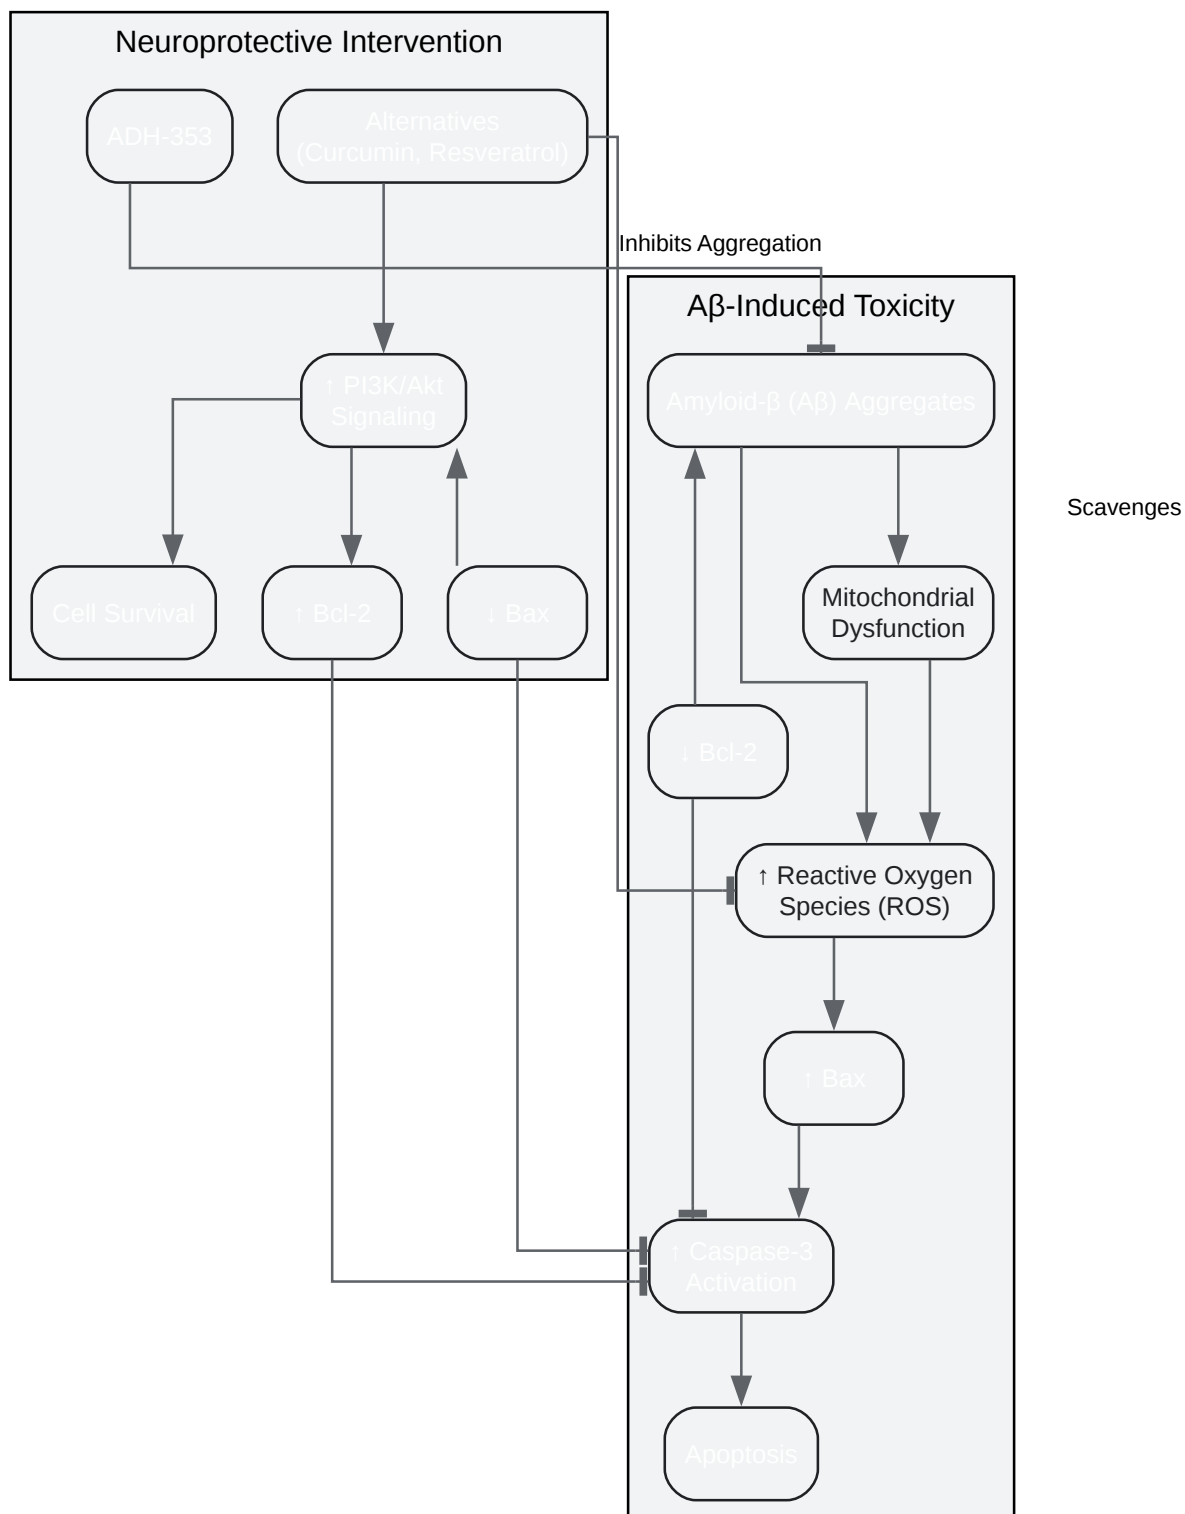 Neuroprotective Intervention
ADH-353
Alternatives
(Curcumin, Resveratrol)
Inhibits Aggregation
Aβ-Induced Toxicity
↑ PI3K/Akt
Signaling
Amyloid-β (Aβ) Aggregates
Scavenges
Cell Survival
↑ Bcl-2
↓ Bax
Mitochondrial
Dysfunction
↓ Bcl-2
↑ Reactive Oxygen
Species (ROS)
↑ Bax
↑ Caspase-3
Activation
Apoptosis